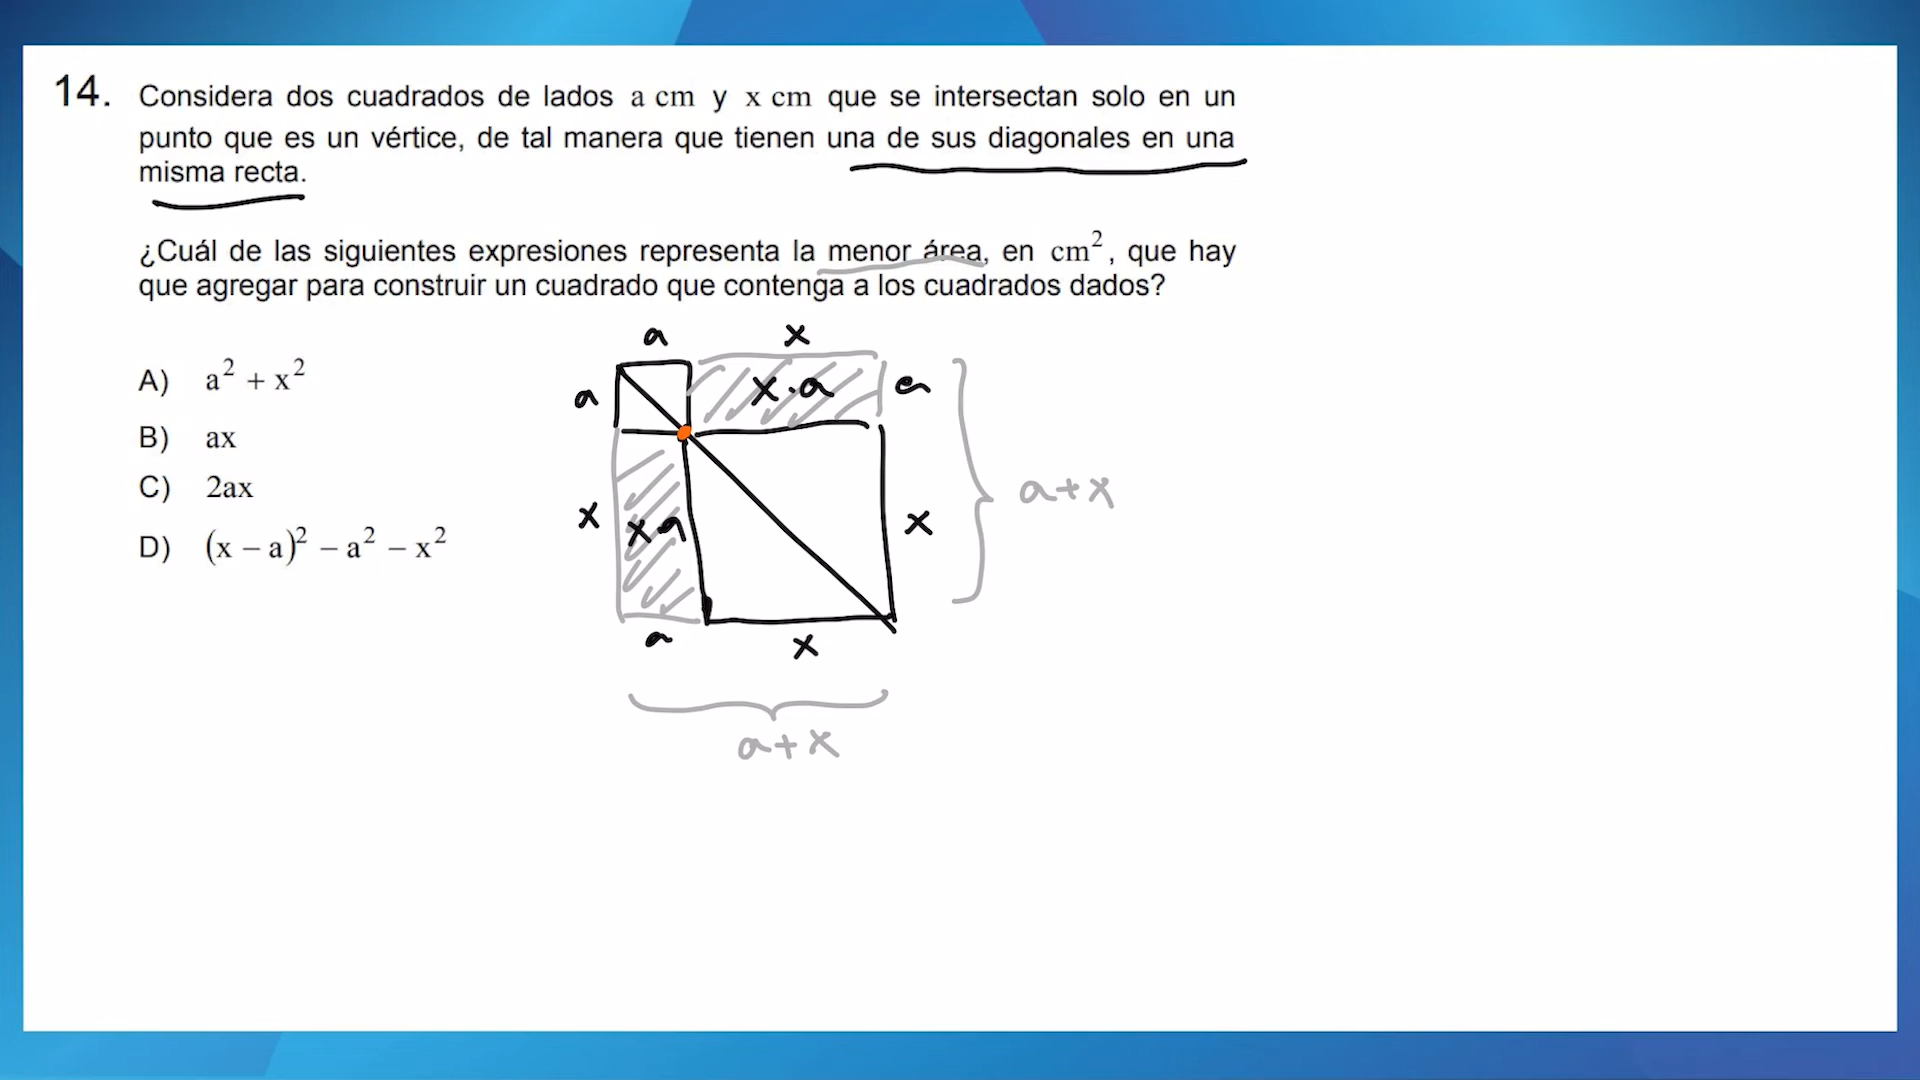 14. Considera dos cuadrados de lados a cm y x cm que se intersectan solo en un
punto que es un vértice, de tal manera que tienen una de sus diagonales en una
misma recta.
¿Cuál de las siguientes expresiones representa la menor área, en cm², que hay
que agregar para construir un cuadrado que contenga a los cuadrados dados?
A) a² + x²
B) ax
C) 2ax
D) (x – a)² – a² – x²
a x
a x·a a
a+x
x xa x
a x
a+x